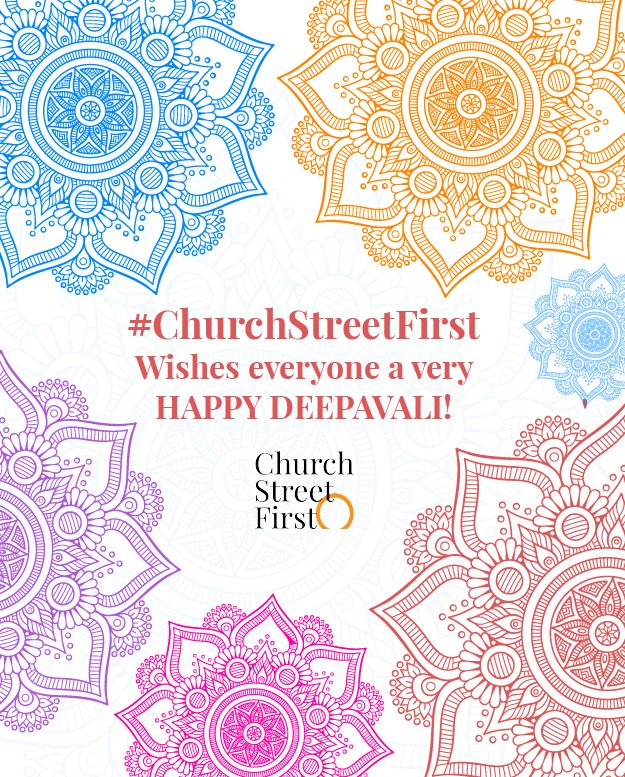 #ChurchStreetFirst
Wishes everyone a very
HAPPY DEEPAVALI!
Church
Street
First